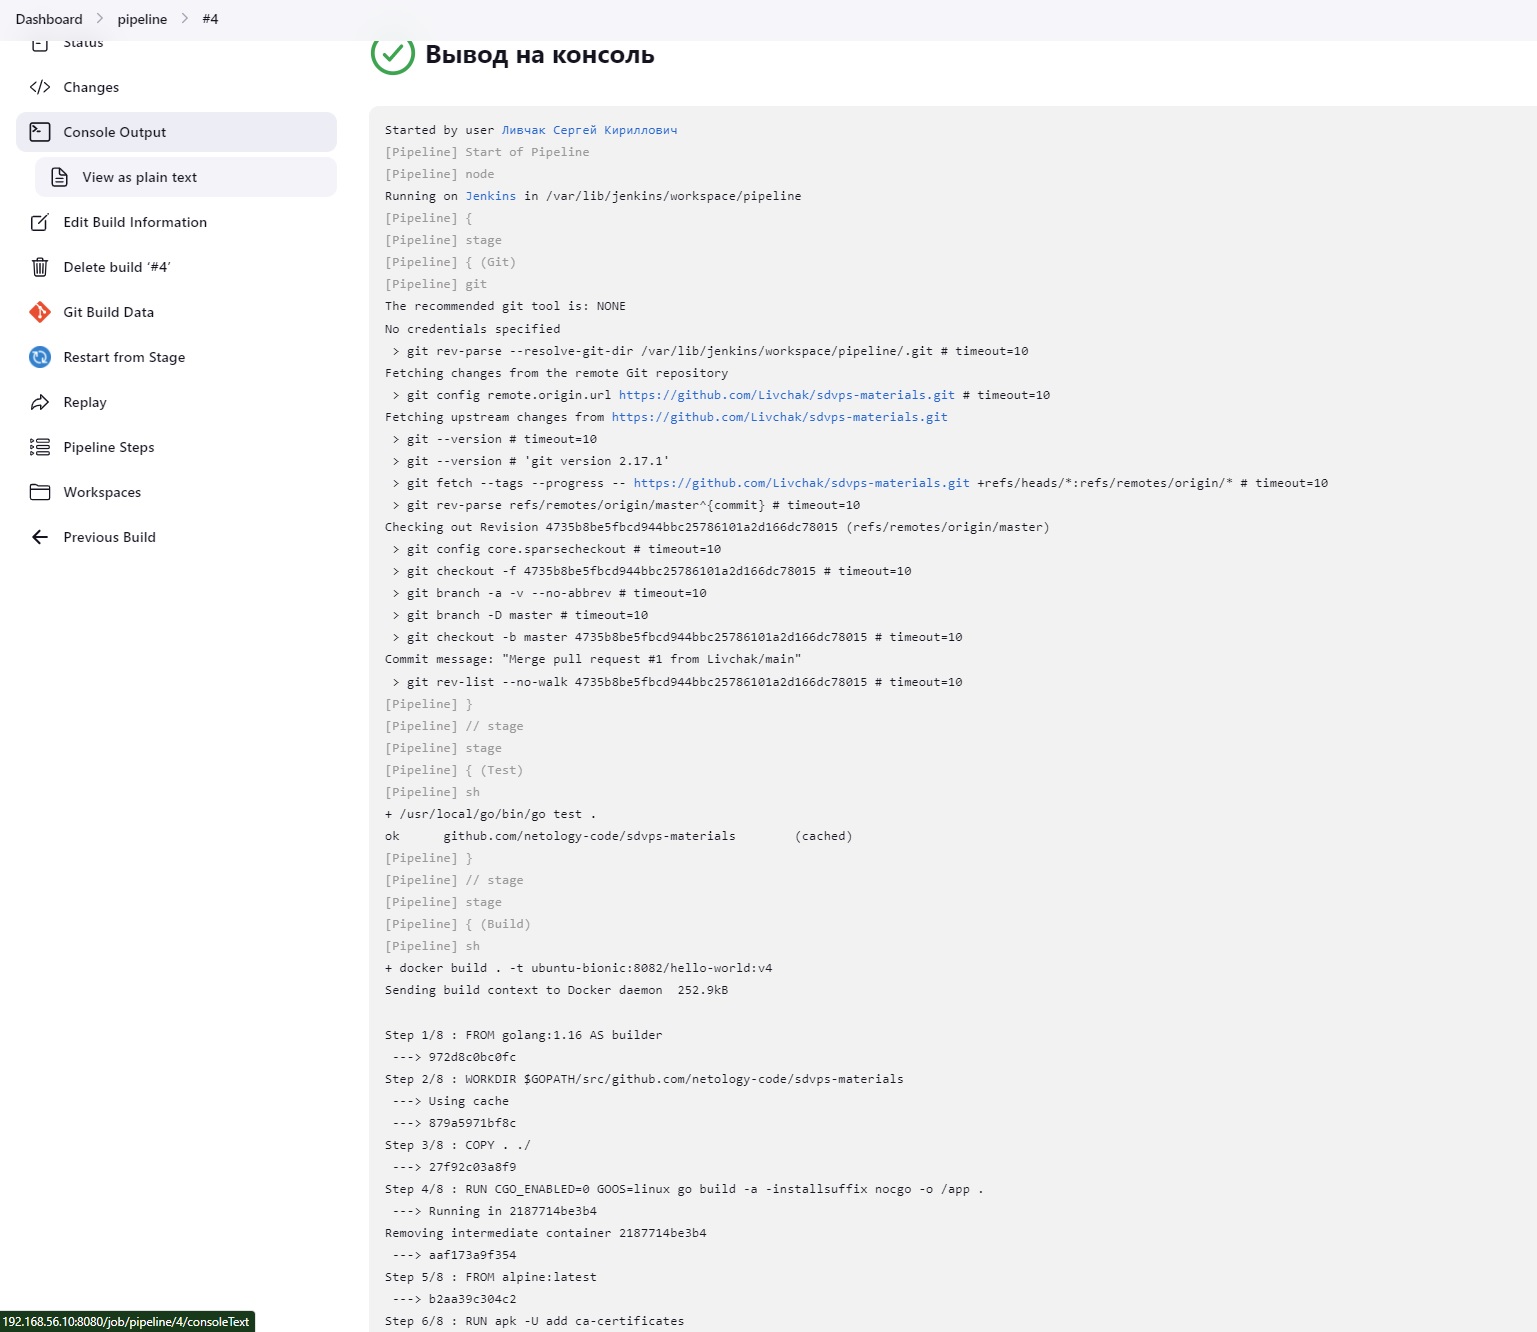 Dashboard > pipeline > #4
Status
Changes
Console Output
View as plain text
Edit Build Information
Delete build ‘#4’
Git Build Data
Restart from Stage
Replay
Pipeline Steps
Workspaces
Previous Build
Вывод на консоль
Started by user Ливчак Сергей Кириллович
[Pipeline] Start of Pipeline
[Pipeline] node
Running on Jenkins in /var/lib/jenkins/workspace/pipeline
[Pipeline] {
[Pipeline] stage
[Pipeline] { (Git)
[Pipeline] git
The recommended git tool is: NONE
No credentials specified
 > git rev-parse --resolve-git-dir /var/lib/jenkins/workspace/pipeline/.git # timeout=10
Fetching changes from the remote Git repository
 > git config remote.origin.url https://github.com/Livchak/sdvps-materials.git # timeout=10
Fetching upstream changes from https://github.com/Livchak/sdvps-materials.git
 > git --version # timeout=10
 > git --version # 'git version 2.17.1'
 > git fetch --tags --progress -- https://github.com/Livchak/sdvps-materials.git +refs/heads/*:refs/remotes/origin/* # timeout=10
 > git rev-parse refs/remotes/origin/master^{commit} # timeout=10
Checking out Revision 4735b8be5fbcd944bbc25786101a2d166dc78015 (refs/remotes/origin/master)
 > git config core.sparsecheckout # timeout=10
 > git checkout -f 4735b8be5fbcd944bbc25786101a2d166dc78015 # timeout=10
 > git branch -a -v --no-abbrev # timeout=10
 > git branch -D master # timeout=10
 > git checkout -b master 4735b8be5fbcd944bbc25786101a2d166dc78015 # timeout=10
Commit message: "Merge pull request #1 from Livchak/main"
 > git rev-list --no-walk 4735b8be5fbcd944bbc25786101a2d166dc78015 # timeout=10
[Pipeline] }
[Pipeline] // stage
[Pipeline] stage
[Pipeline] { (Test)
[Pipeline] sh
+ /usr/local/go/bin/go test .
ok github.com/netology-code/sdvps-materials (cached)
[Pipeline] }
[Pipeline] // stage
[Pipeline] stage
[Pipeline] { (Build)
[Pipeline] sh
+ docker build . -t ubuntu-bionic:8082/hello-world:v4
Sending build context to Docker daemon  252.9kB
Step 1/8 : FROM golang:1.16 AS builder
 ---> 972d8c0bc0fc
Step 2/8 : WORKDIR $GOPATH/src/github.com/netology-code/sdvps-materials
 ---> Using cache
 ---> 879a5971bf8c
Step 3/8 : COPY . ./
 ---> 27f92c03a8f9
Step 4/8 : RUN CGO_ENABLED=0 GOOS=linux go build -a -installsuffix nocgo -o /app .
 ---> Running in 2187714be3b4
Removing intermediate container 2187714be3b4
 ---> aaf173a9f354
Step 5/8 : FROM alpine:latest
 ---> b2aa39c304c2
Step 6/8 : RUN apk -U add ca-certificates
192.168.56.10:8080/job/pipeline/4/consoleText